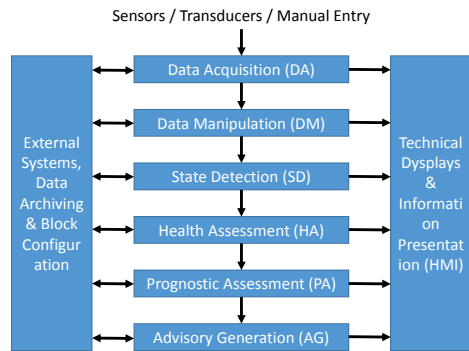 Sensors / Transducers / Manual Entry
Data Acquisition (DA)
Data Manipulation (DM)
State Detection (SD)
Health Assessment (HA)
Prognostic Assessment (PA)
Advisory Generation (AG)
External
Systems,
Data
Archiving
& Block
Configur
ation
Technical
Dysplays
&
Informati
on
Presentat
ion (HMI)